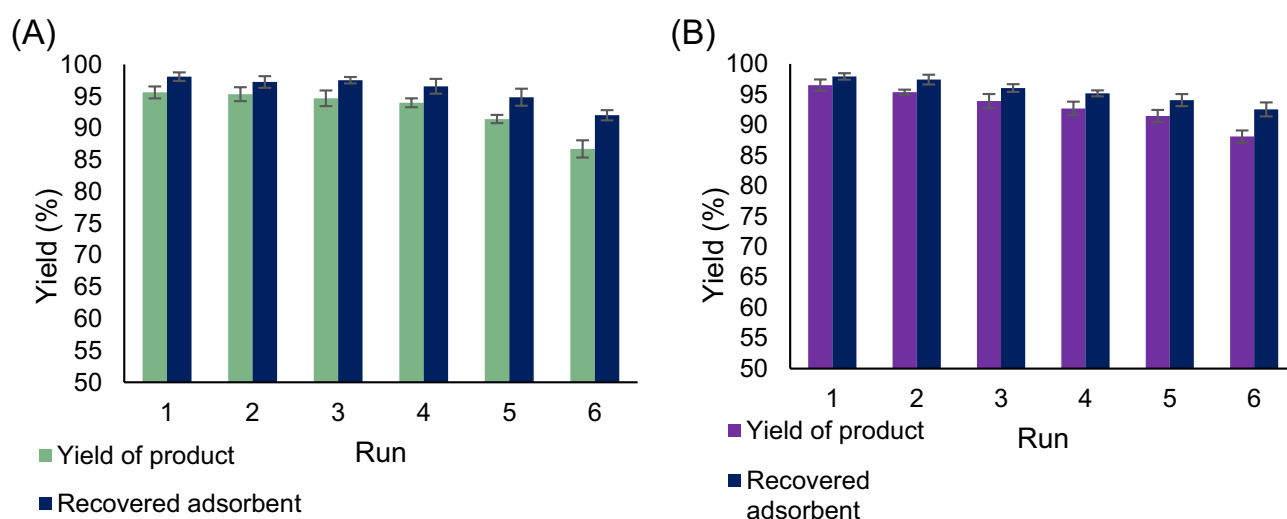 (A)
100
95
90
85
80
75
70
65
60
55
50
Yield (%)
1 2 3 4 5 6
Run
Yield of product
Recovered adsorbent
(B)
100
95
90
85
80
75
70
65
60
55
50
Yield (%)
1 2 3 4 5 6
Run
Yield of product
Recovered
adsorbent